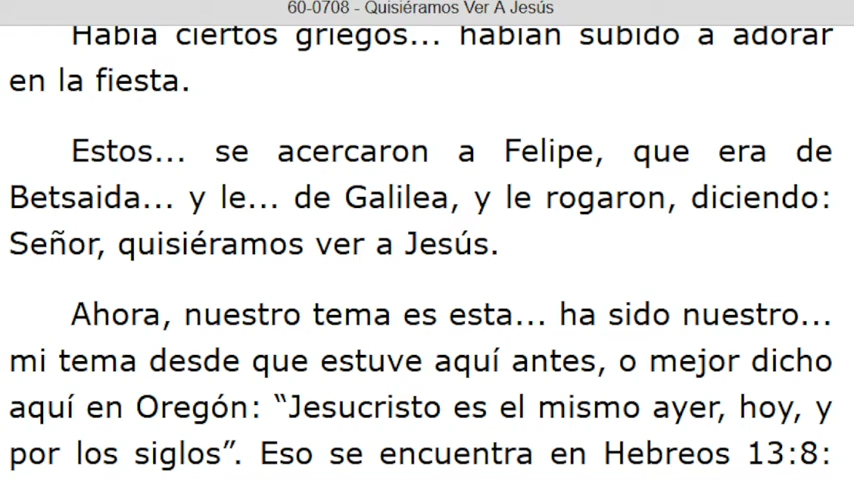 60-0708 - Quisiéramos Ver A Jesús
Había ciertos griegos... habían subido a adorar
en la fiesta.
Estos... se acercaron a Felipe, que era de
Betsaida... y le... de Galilea, y le rogaron, diciendo:
Señor, quisiéramos ver a Jesús.
Ahora, nuestro tema es esta... ha sido nuestro...
mi tema desde que estuve aquí antes, o mejor dicho
aquí en Oregón: “Jesucristo es el mismo ayer, hoy, y
por los siglos”. Eso se encuentra en Hebreos 13:8: